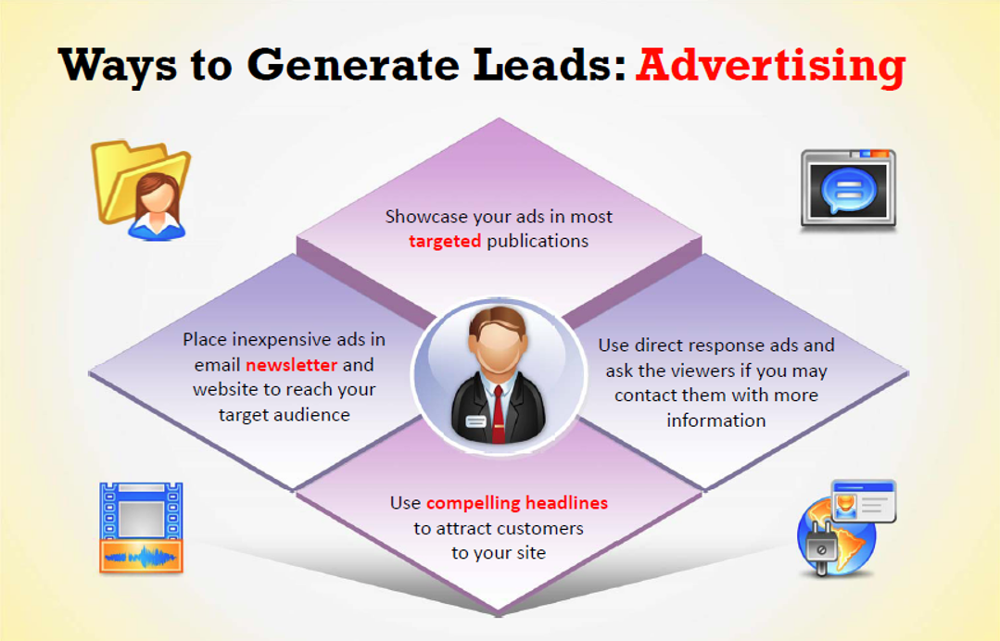 Ways to Generate Leads: Advertising
Showcase your ads in most
targeted publications
Place inexpensive ads in
email newsletter and
website to reach your
target audience
Use direct response ads and
ask the viewers if you may
contact them with more
information
Use compelling headlines
to attract customers
to your site